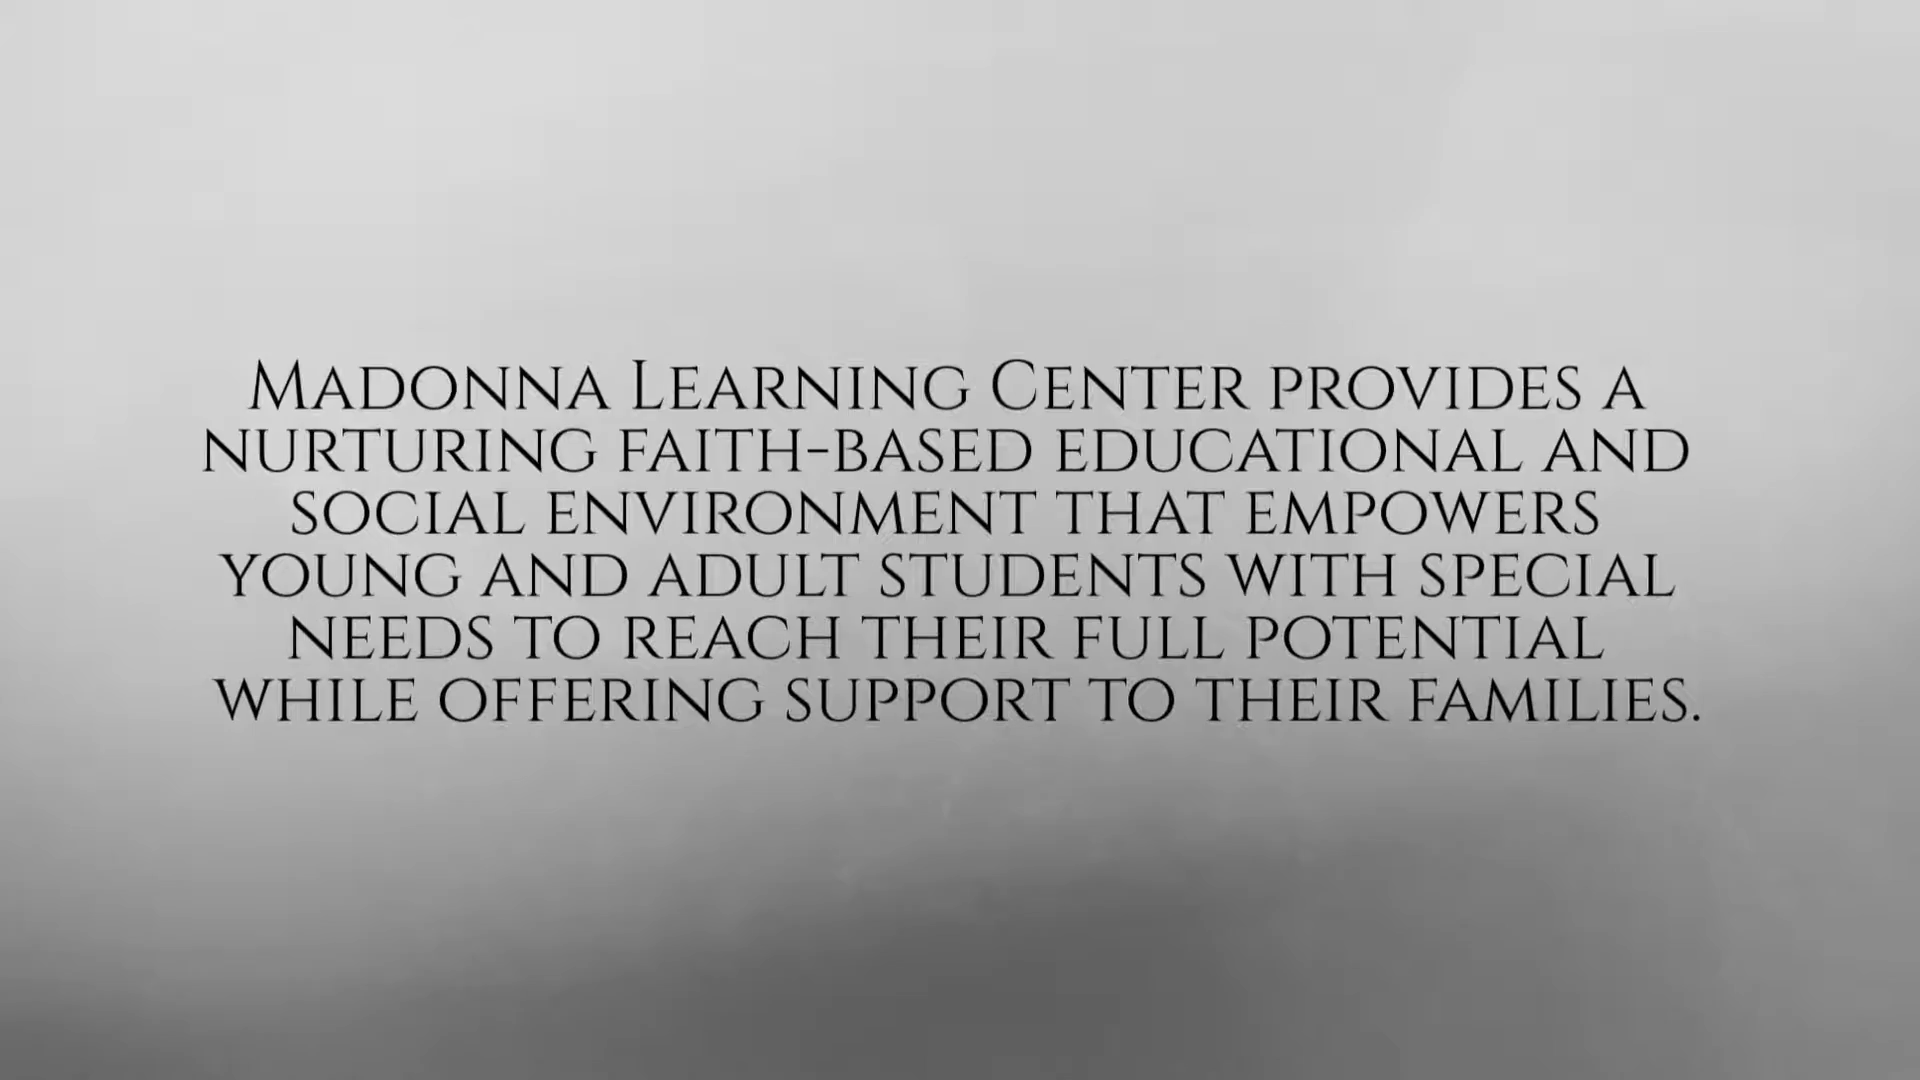 Madonna Learning Center provides a
nurturing faith-based educational and
social environment that empowers
young and adult students with special
needs to reach their full potential
while offering support to their families.